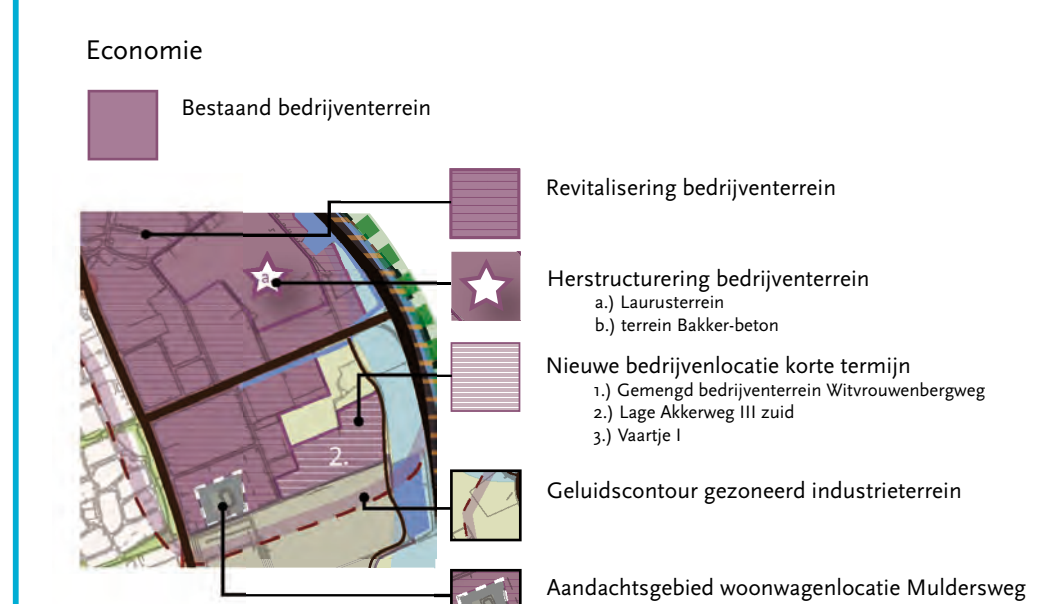 Economie
Bestaand bedrijventerrein
Revitalisering bedrijventerrein
a
Herstructurering bedrijventerrein
a.) Laurusterrein
b.) terrein Bakker-beton
Nieuwe bedrijvenlocatie korte termijn
1.) Gemengd bedrijventerrein Witvrouwenbergweg
2.) Lage Akkerweg III zuid
3.) Vaartje I
2.
Geluidscontour gezoneerd industrieterrein
Aandachtsgebied woonwagenlocatie Muldersweg